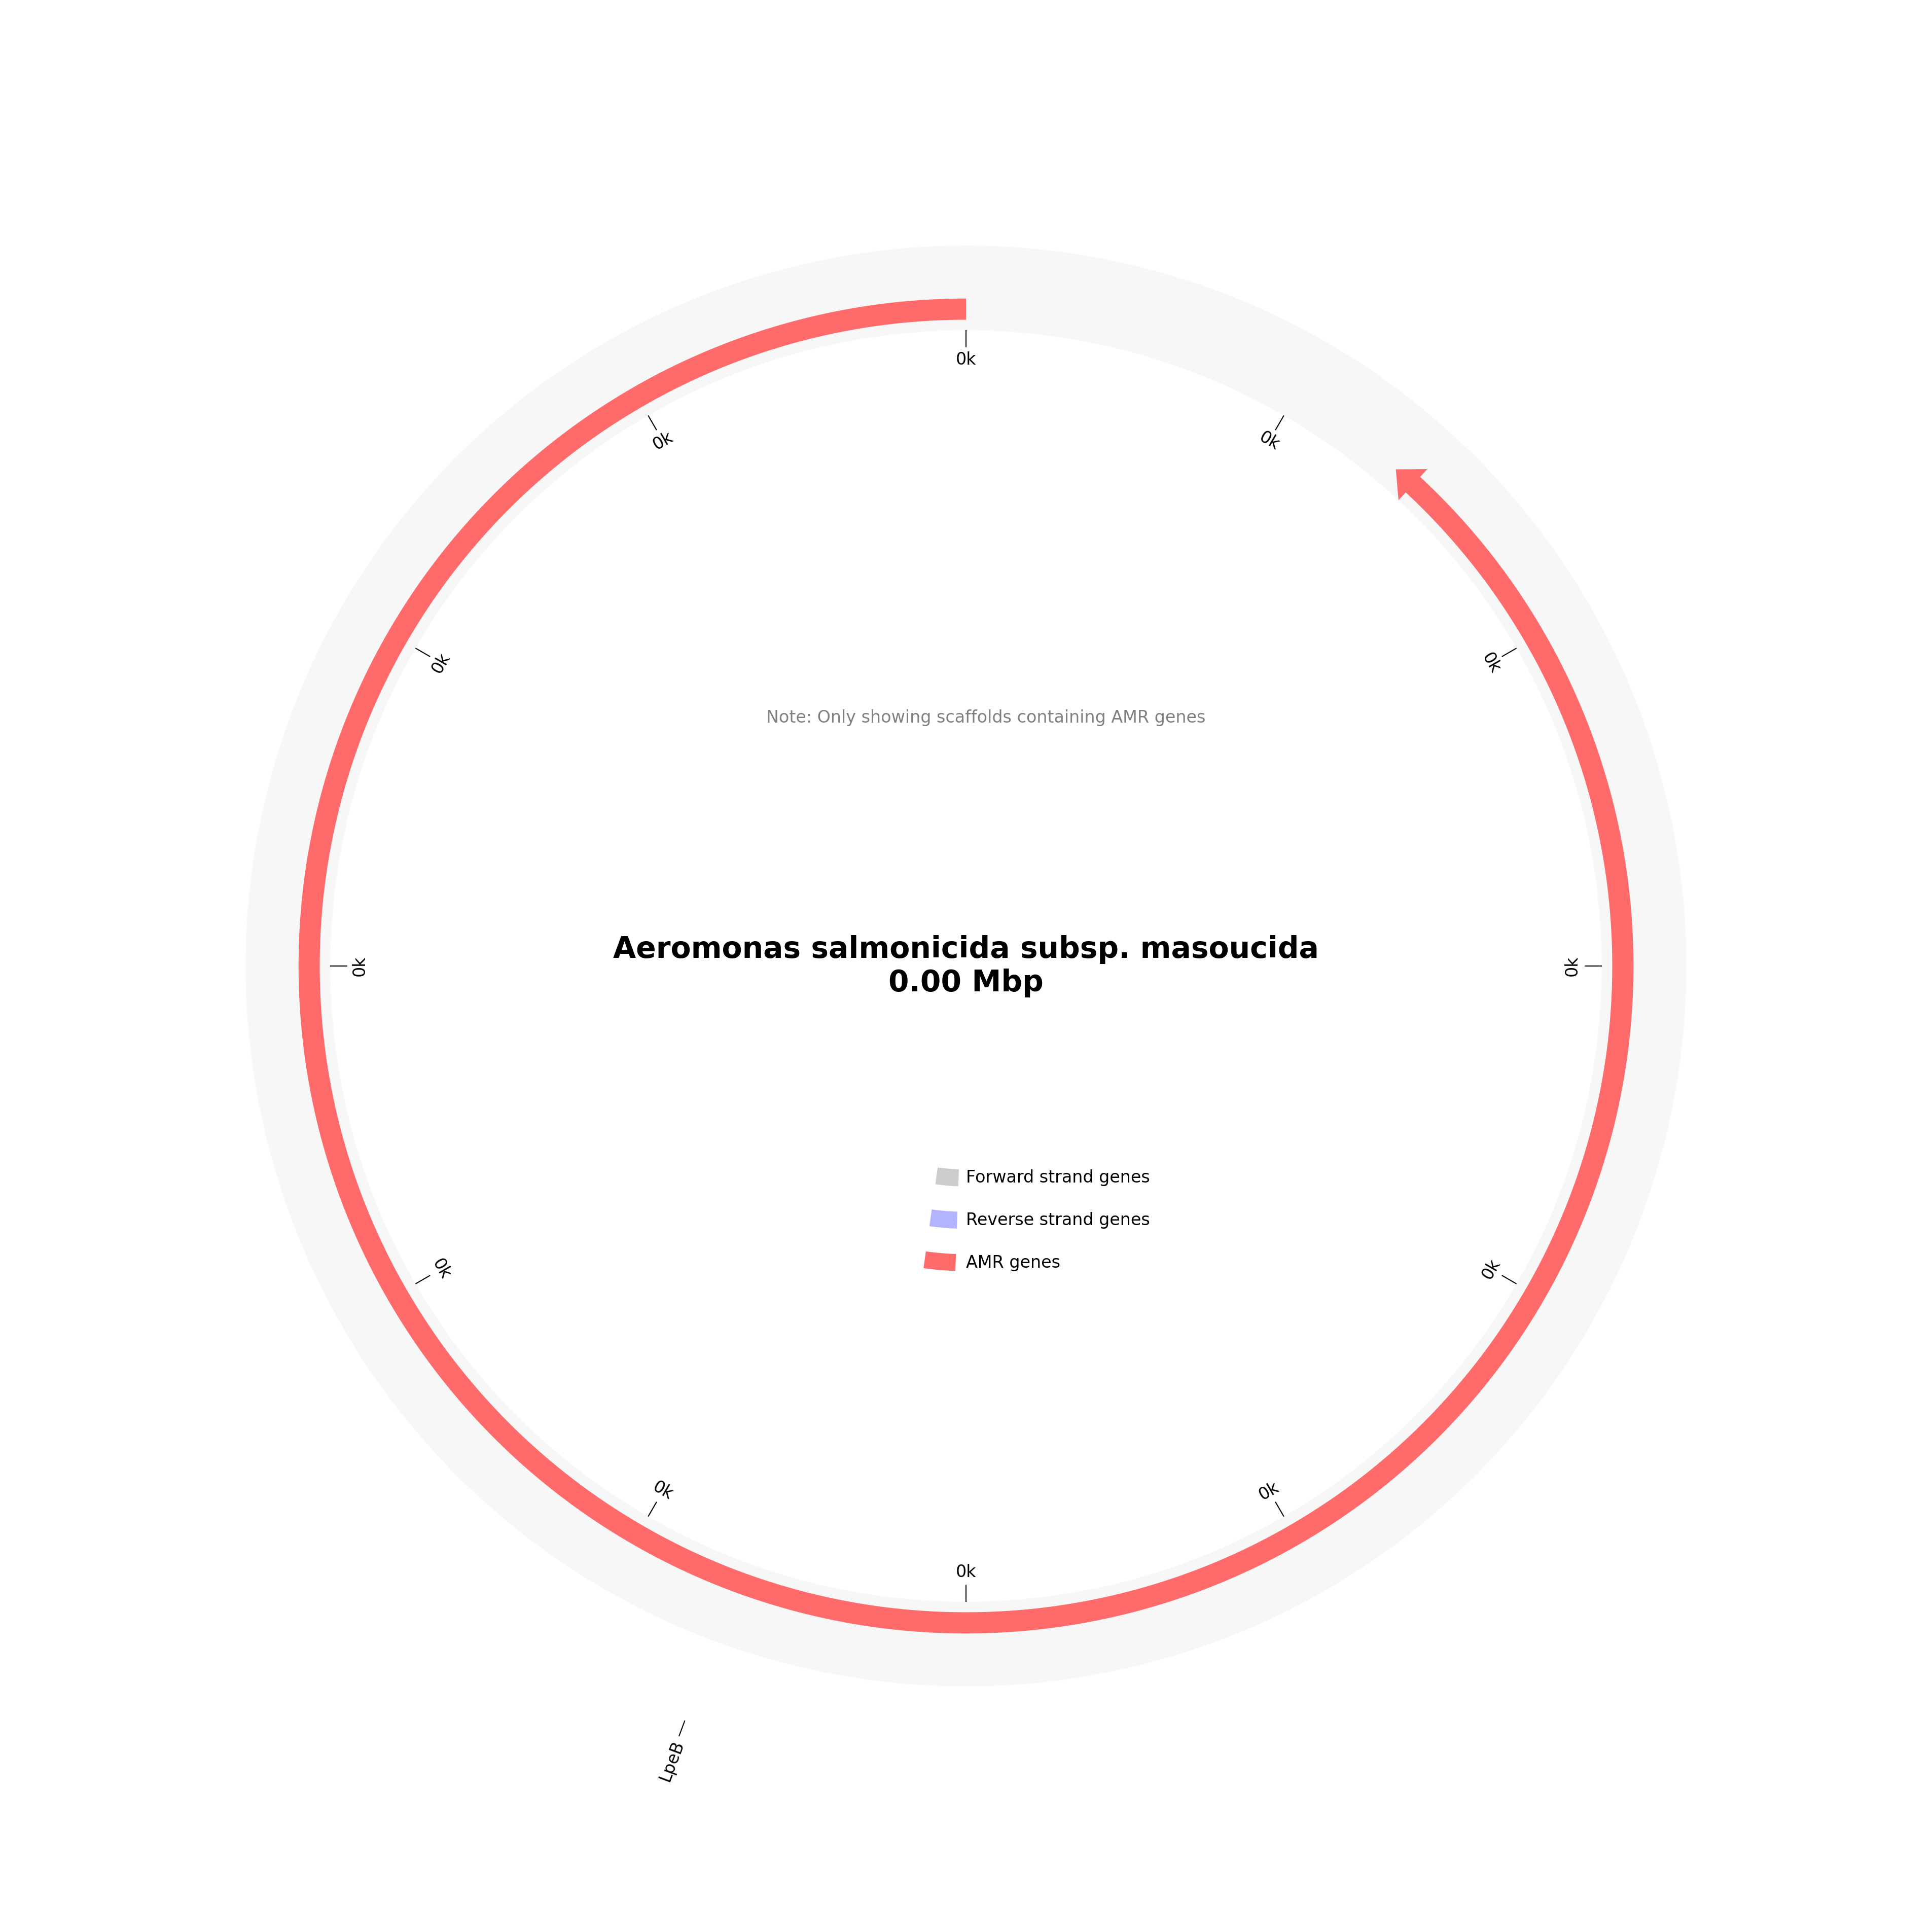 0k
0k
0k
0k
0k
0k
0k
0k
0k
0k
0k
0k
Note: Only showing scaffolds containing AMR genes
Aeromonas salmonicida subsp. masoucida
0.00 Mbp
Forward strand genes
Reverse strand genes
AMR genes
LpeB